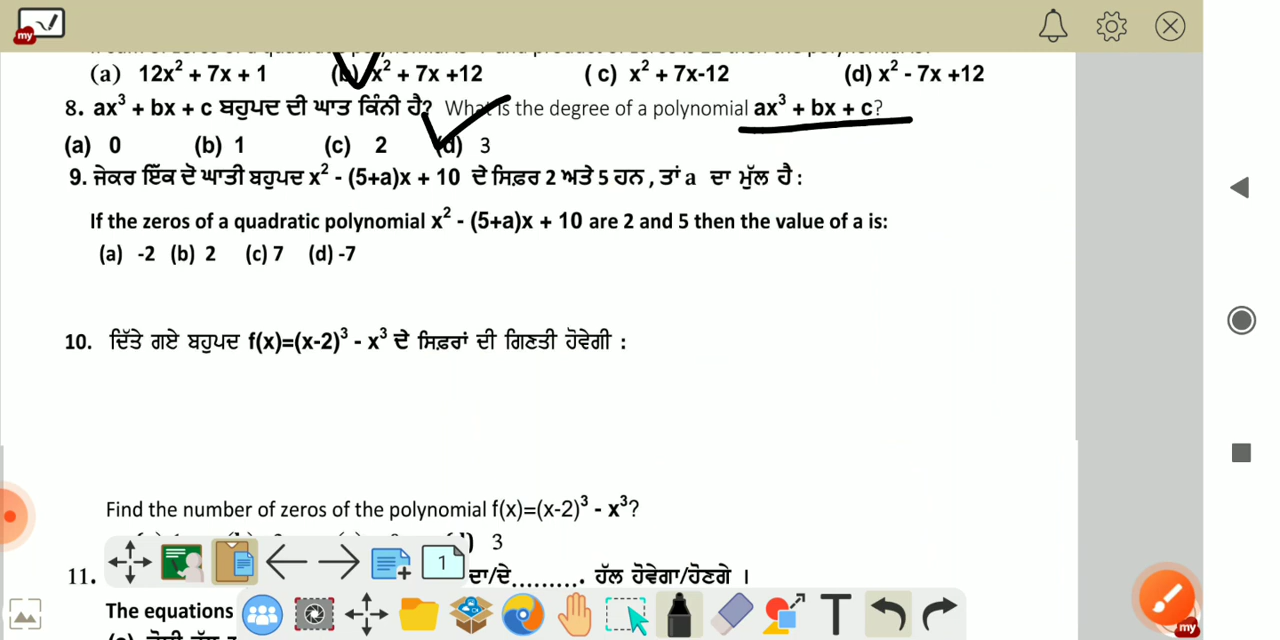 (a) 12x² + 7x + 1 (b) x² + 7x +12 ( c) x² + 7x-12 (d) x² - 7x +12
8. ax³ + bx + c ਬਹੁਪਦ ਦੀ ਘਾਤ ਕਿੰਨੀ ਹੈ? What is the degree of a polynomial ax³ + bx + c?
(a) 0 (b) 1 (c) 2 (d) 3
9. ਜੇਕਰ ਇੱਕ ਦੋ ਘਾਤੀ ਬਹੁਪਦ x² - (5+a)x + 10 ਦੇ ਸਿਫ਼ਰ 2 ਅਤੇ 5 ਹਨ , ਤਾਂ a ਦਾ ਮੁੱਲ ਹੈ :
If the zeros of a quadratic polynomial x² - (5+a)x + 10 are 2 and 5 then the value of a is:
(a) -2 (b) 2 (c) 7 (d) -7
10. ਦਿੱਤੇ ਗਏ ਬਹੁਪਦ f(x)=(x-2)³ - x³ ਦੇ ਸਿਫ਼ਰਾਂ ਦੀ ਗਿਣਤੀ ਹੋਵੇਗੀ :
Find the number of zeros of the polynomial f(x)=(x-2)³ - x³?
3
1
11. ਦਾ/ਦੇ.......... ਹੱਲ ਹੋਵੇਗਾ/ਹੋਣਗੇ ।
The equations
my
my